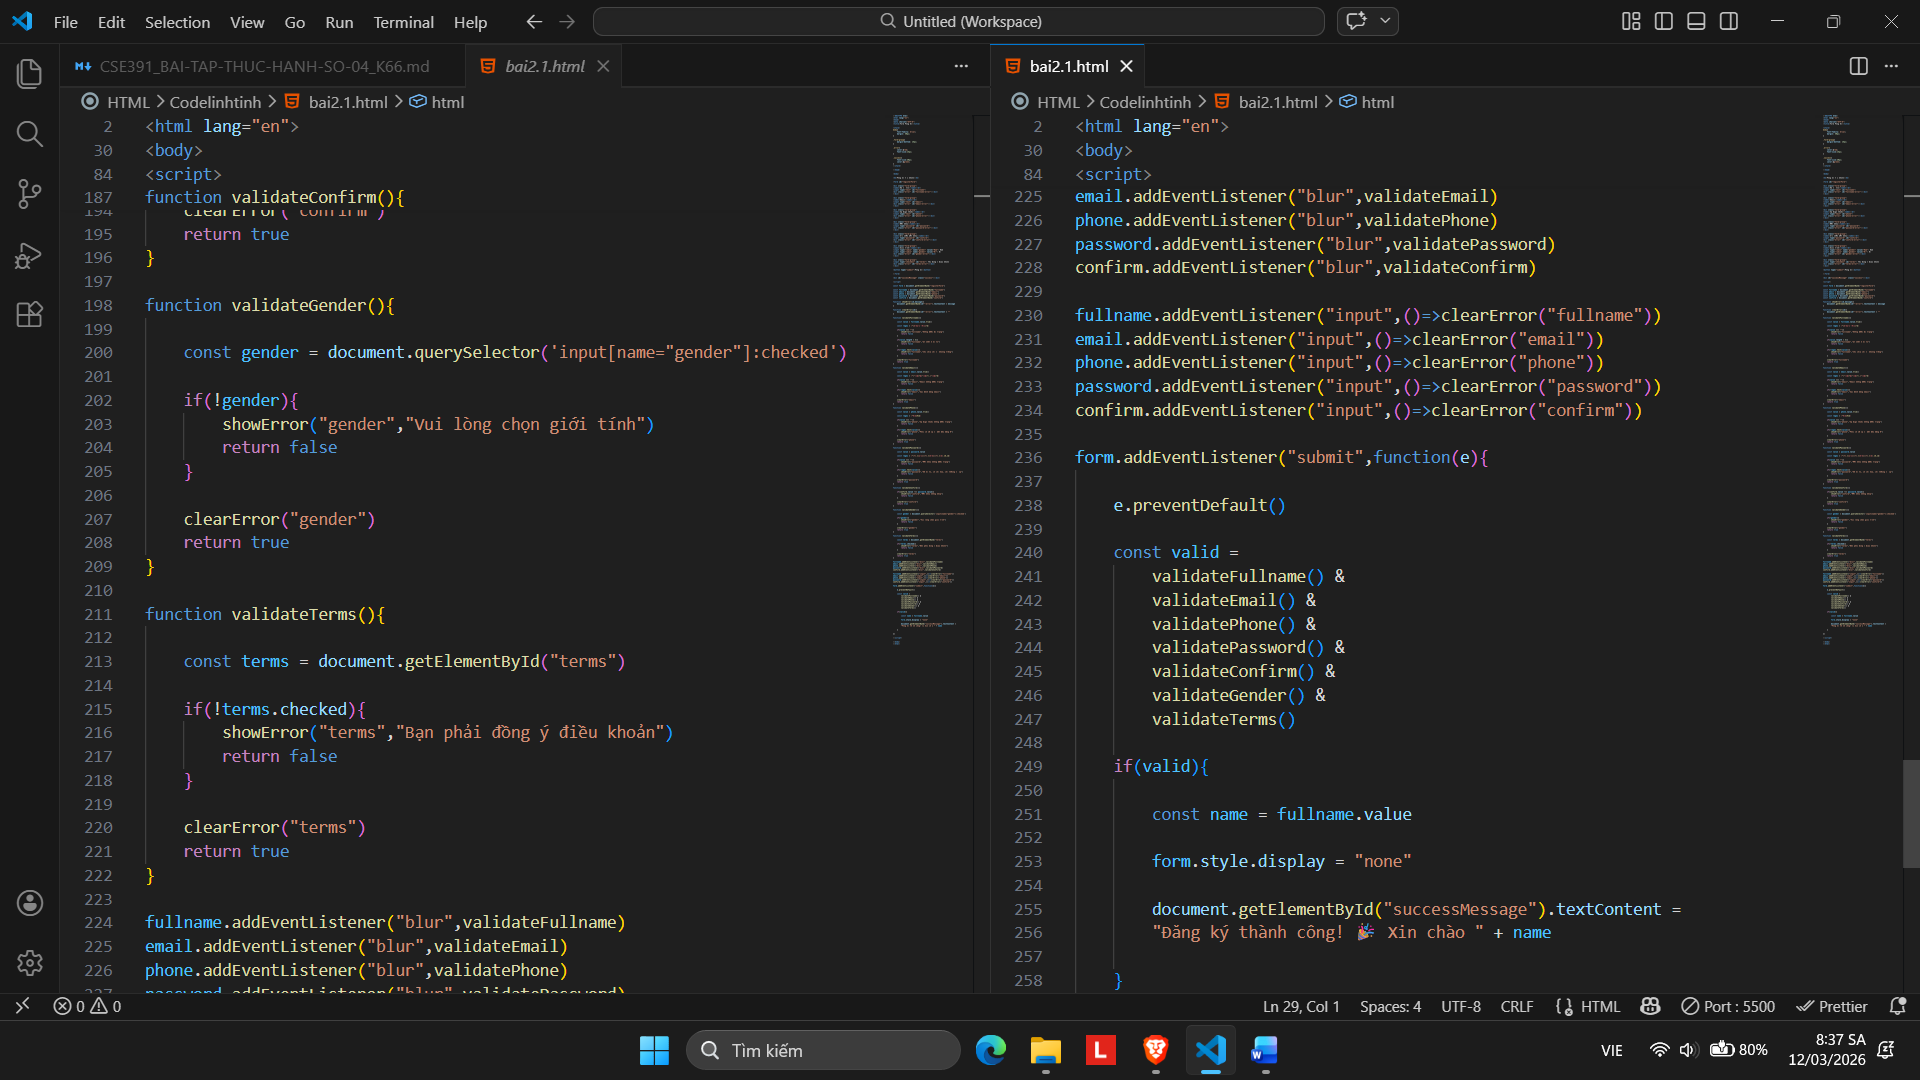 File Edit Selection View Go Run Terminal Help
Untitled (Workspace)
CSE391_BAI-TAP-THUC-HANH-SO-04_K66.md
bai2.1.html
HTML > Codelinhtinh > bai2.1.html > html
2 <html lang="en">
30 <body>
84 <script>
187 function validateConfirm(){
194 clearError("confirm")
195 return true
196 }
197
198 function validateGender(){
199
200 const gender = document.querySelector('input[name="gender"]:checked')
201
202 if(!gender){
203 showError("gender","Vui lòng chọn giới tính")
204 return false
205 }
206
207 clearError("gender")
208 return true
209 }
210
211 function validateTerms(){
212
213 const terms = document.getElementById("terms")
214
215 if(!terms.checked){
216 showError("terms","Bạn phải đồng ý điều khoản")
217 return false
218 }
219
220 clearError("terms")
221 return true
222 }
223
224 fullname.addEventListener("blur",validateFullname)
225 email.addEventListener("blur",validateEmail)
226 phone.addEventListener("blur",validatePhone)
227 password.addEventListener("blur",validatePassword)
bai2.1.html
HTML > Codelinhtinh > bai2.1.html > html
2 <html lang="en">
30 <body>
84 <script>
225 email.addEventListener("blur",validateEmail)
226 phone.addEventListener("blur",validatePhone)
227 password.addEventListener("blur",validatePassword)
228 confirm.addEventListener("blur",validateConfirm)
229
230 fullname.addEventListener("input",()=>clearError("fullname"))
231 email.addEventListener("input",()=>clearError("email"))
232 phone.addEventListener("input",()=>clearError("phone"))
233 password.addEventListener("input",()=>clearError("password"))
234 confirm.addEventListener("input",()=>clearError("confirm"))
235
236 form.addEventListener("submit",function(e){
237
238 e.preventDefault()
239
240 const valid =
241 validateFullname() &
242 validateEmail() &
243 validatePhone() &
244 validatePassword() &
245 validateConfirm() &
246 validateGender() &
247 validateTerms()
248
249 if(valid){
250
251 const name = fullname.value
252
253 form.style.display = "none"
254
255 document.getElementById("successMessage").textContent =
256 "Đăng ký thành công! 🎉 Xin chào " + name
257
258 }
0 0
Ln 29, Col 1 Spaces: 4 UTF-8 CRLF {} HTML Port : 5500 Prettier
Tìm kiếm
L
W
VIE
80%
8:37 SA
12/03/2026